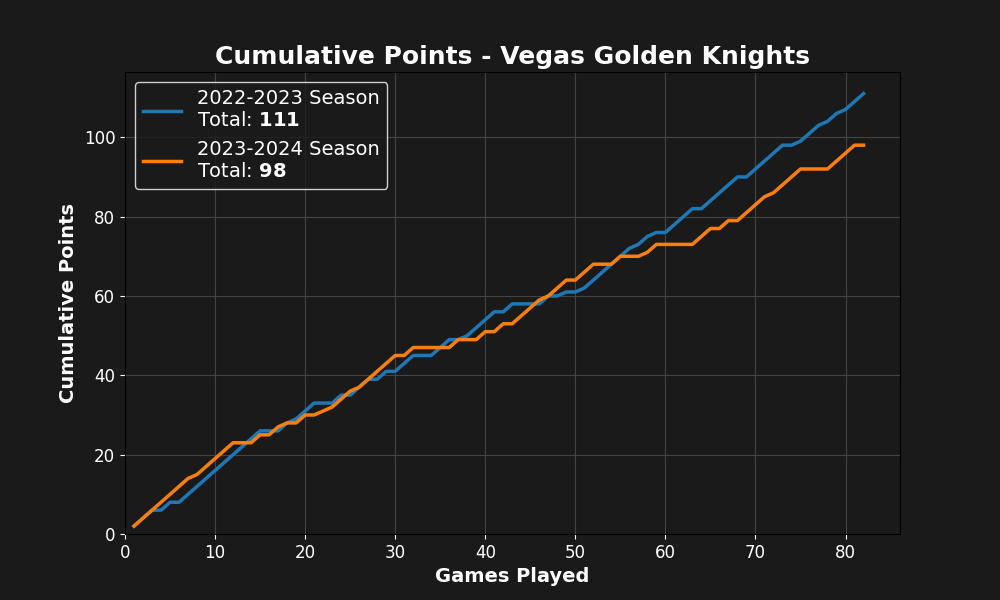 Cumulative Points - Vegas Golden Knights
2022-2023 Season
Total: 111
2023-2024 Season
Total: 98
Cumulative Points
100
80
60
40
20
0
0 10 20 30 40 50 60 70 80
Games Played